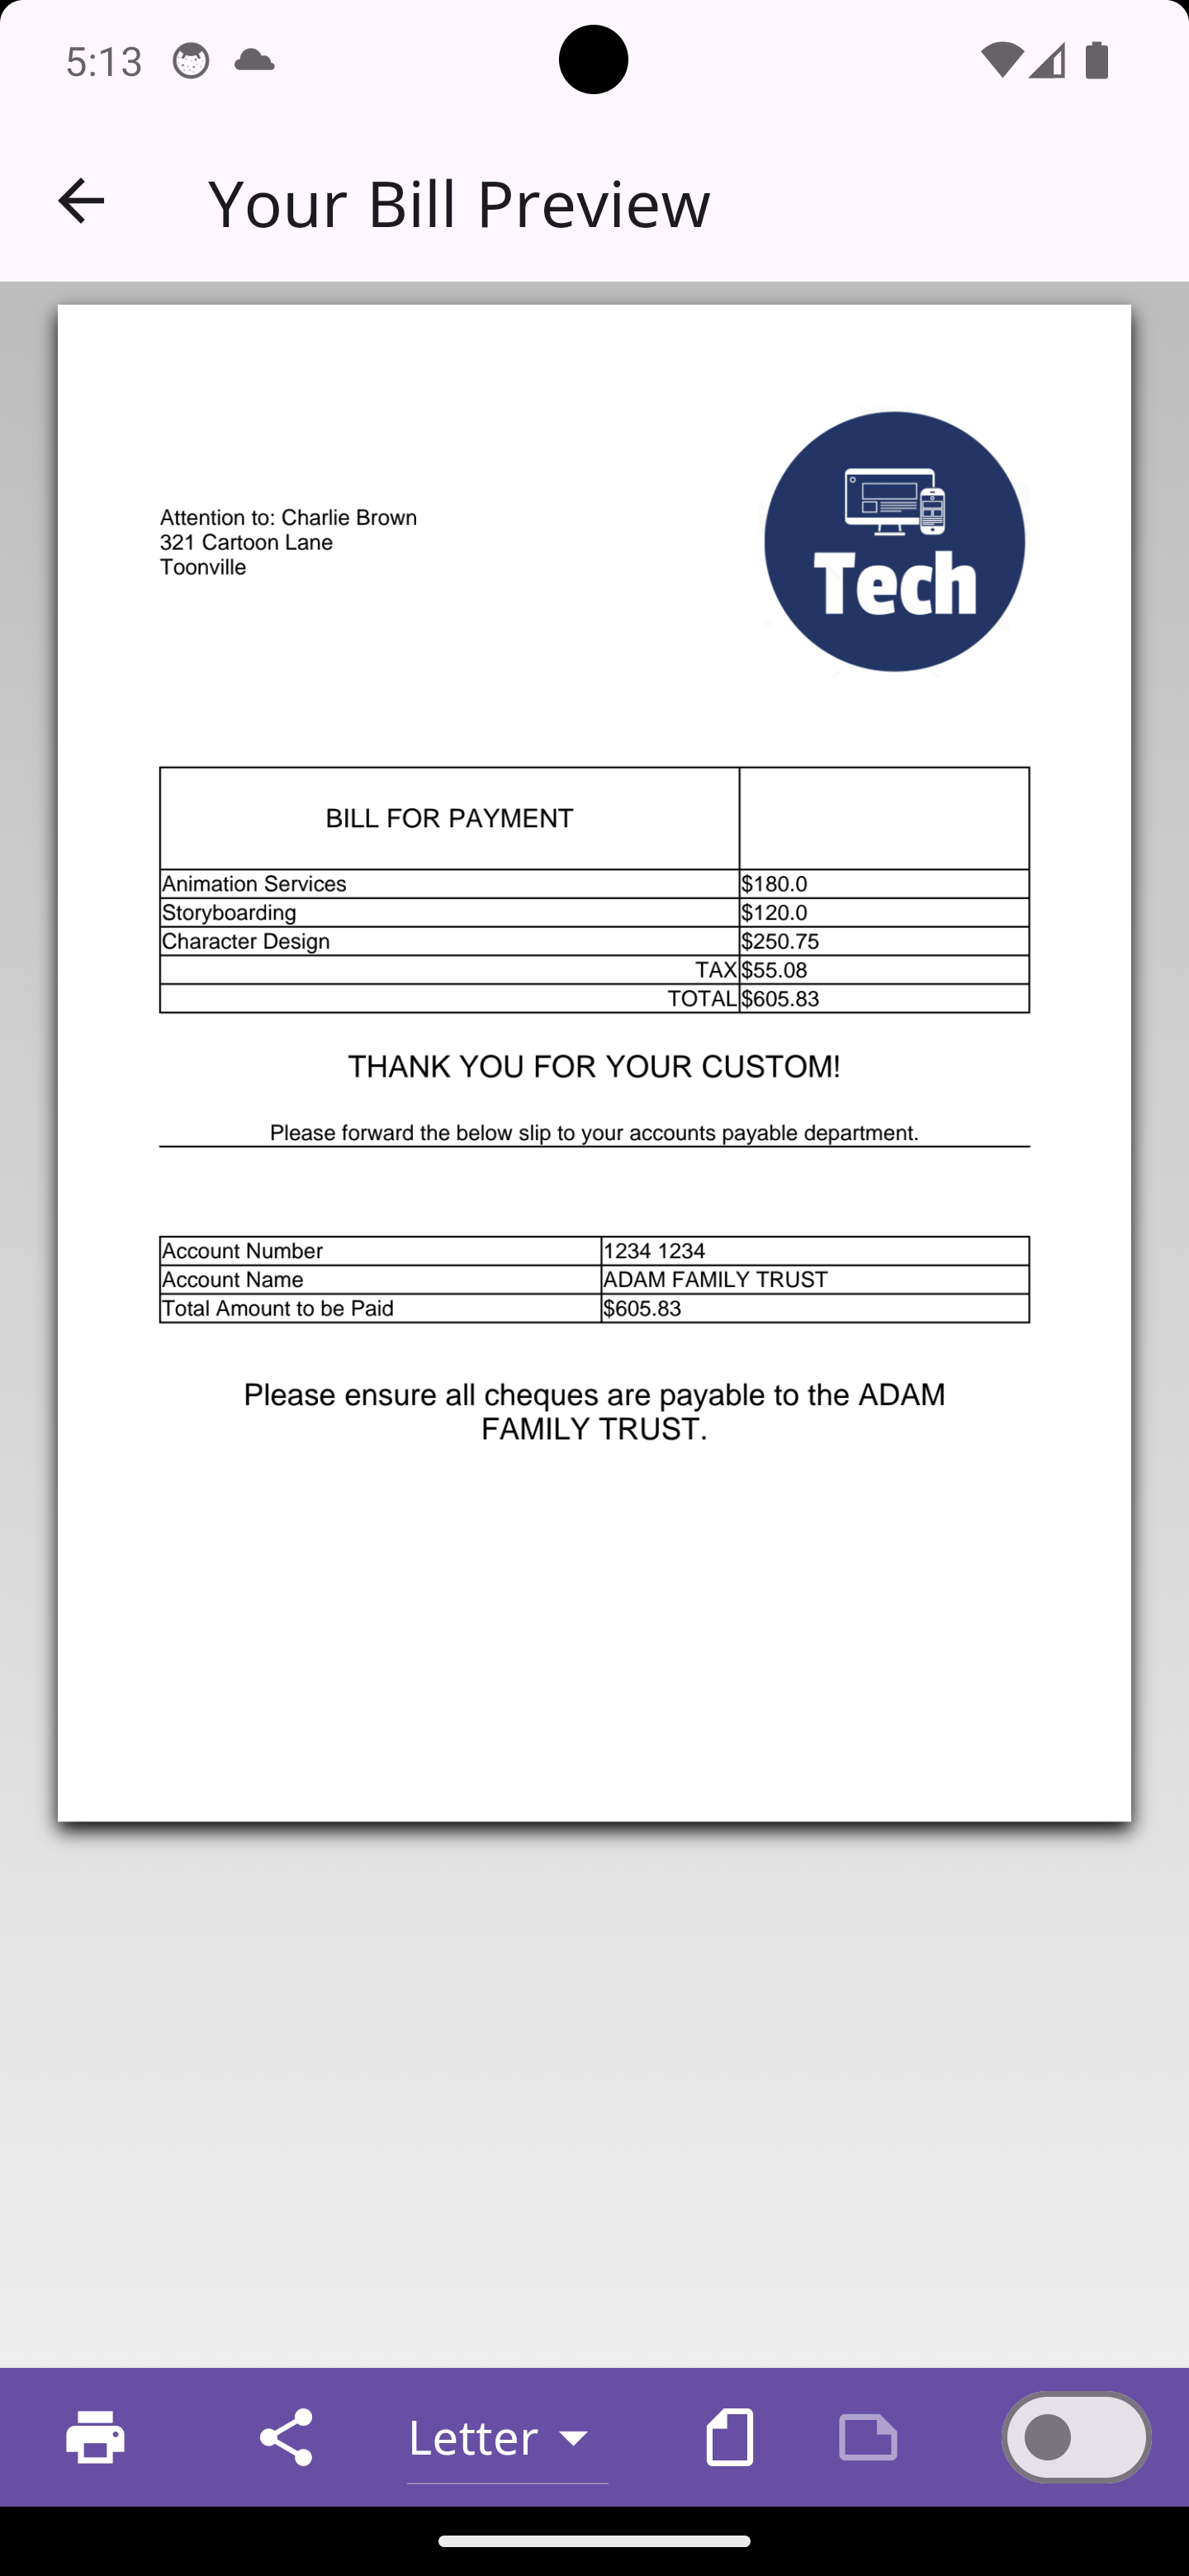 5:13
Your Bill Preview
Attention to: Charlie Brown
321 Cartoon Lane
Toonville
Tech
BILL FOR PAYMENT
Animation Services $180.0
Storyboarding $120.0
Character Design $250.75
TAX $55.08
TOTAL $605.83
THANK YOU FOR YOUR CUSTOM!
Please forward the below slip to your accounts payable department.
Account Number 1234 1234
Account Name ADAM FAMILY TRUST
Total Amount to be Paid $605.83
Please ensure all cheques are payable to the ADAM
FAMILY TRUST.
Letter